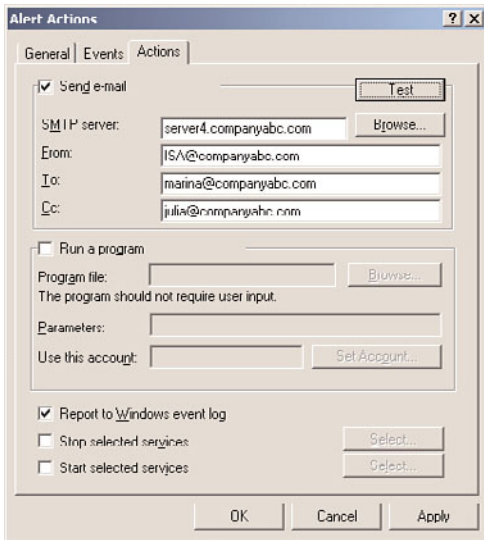 Alert Actions
General Events Actions
Send e-mail Test
SMTP server: server4.companyabc.com Browse...
From: ISA@companyabc.com
To: marina@companyabc.com
Cc: julia@companyabc.com
Run a program
Program file: Browse...
The program should not require user input.
Parameters:
Use this account: Set Account...
Report to Windows event log
Stop selected services Select...
Start selected services Select...
OK Cancel Apply